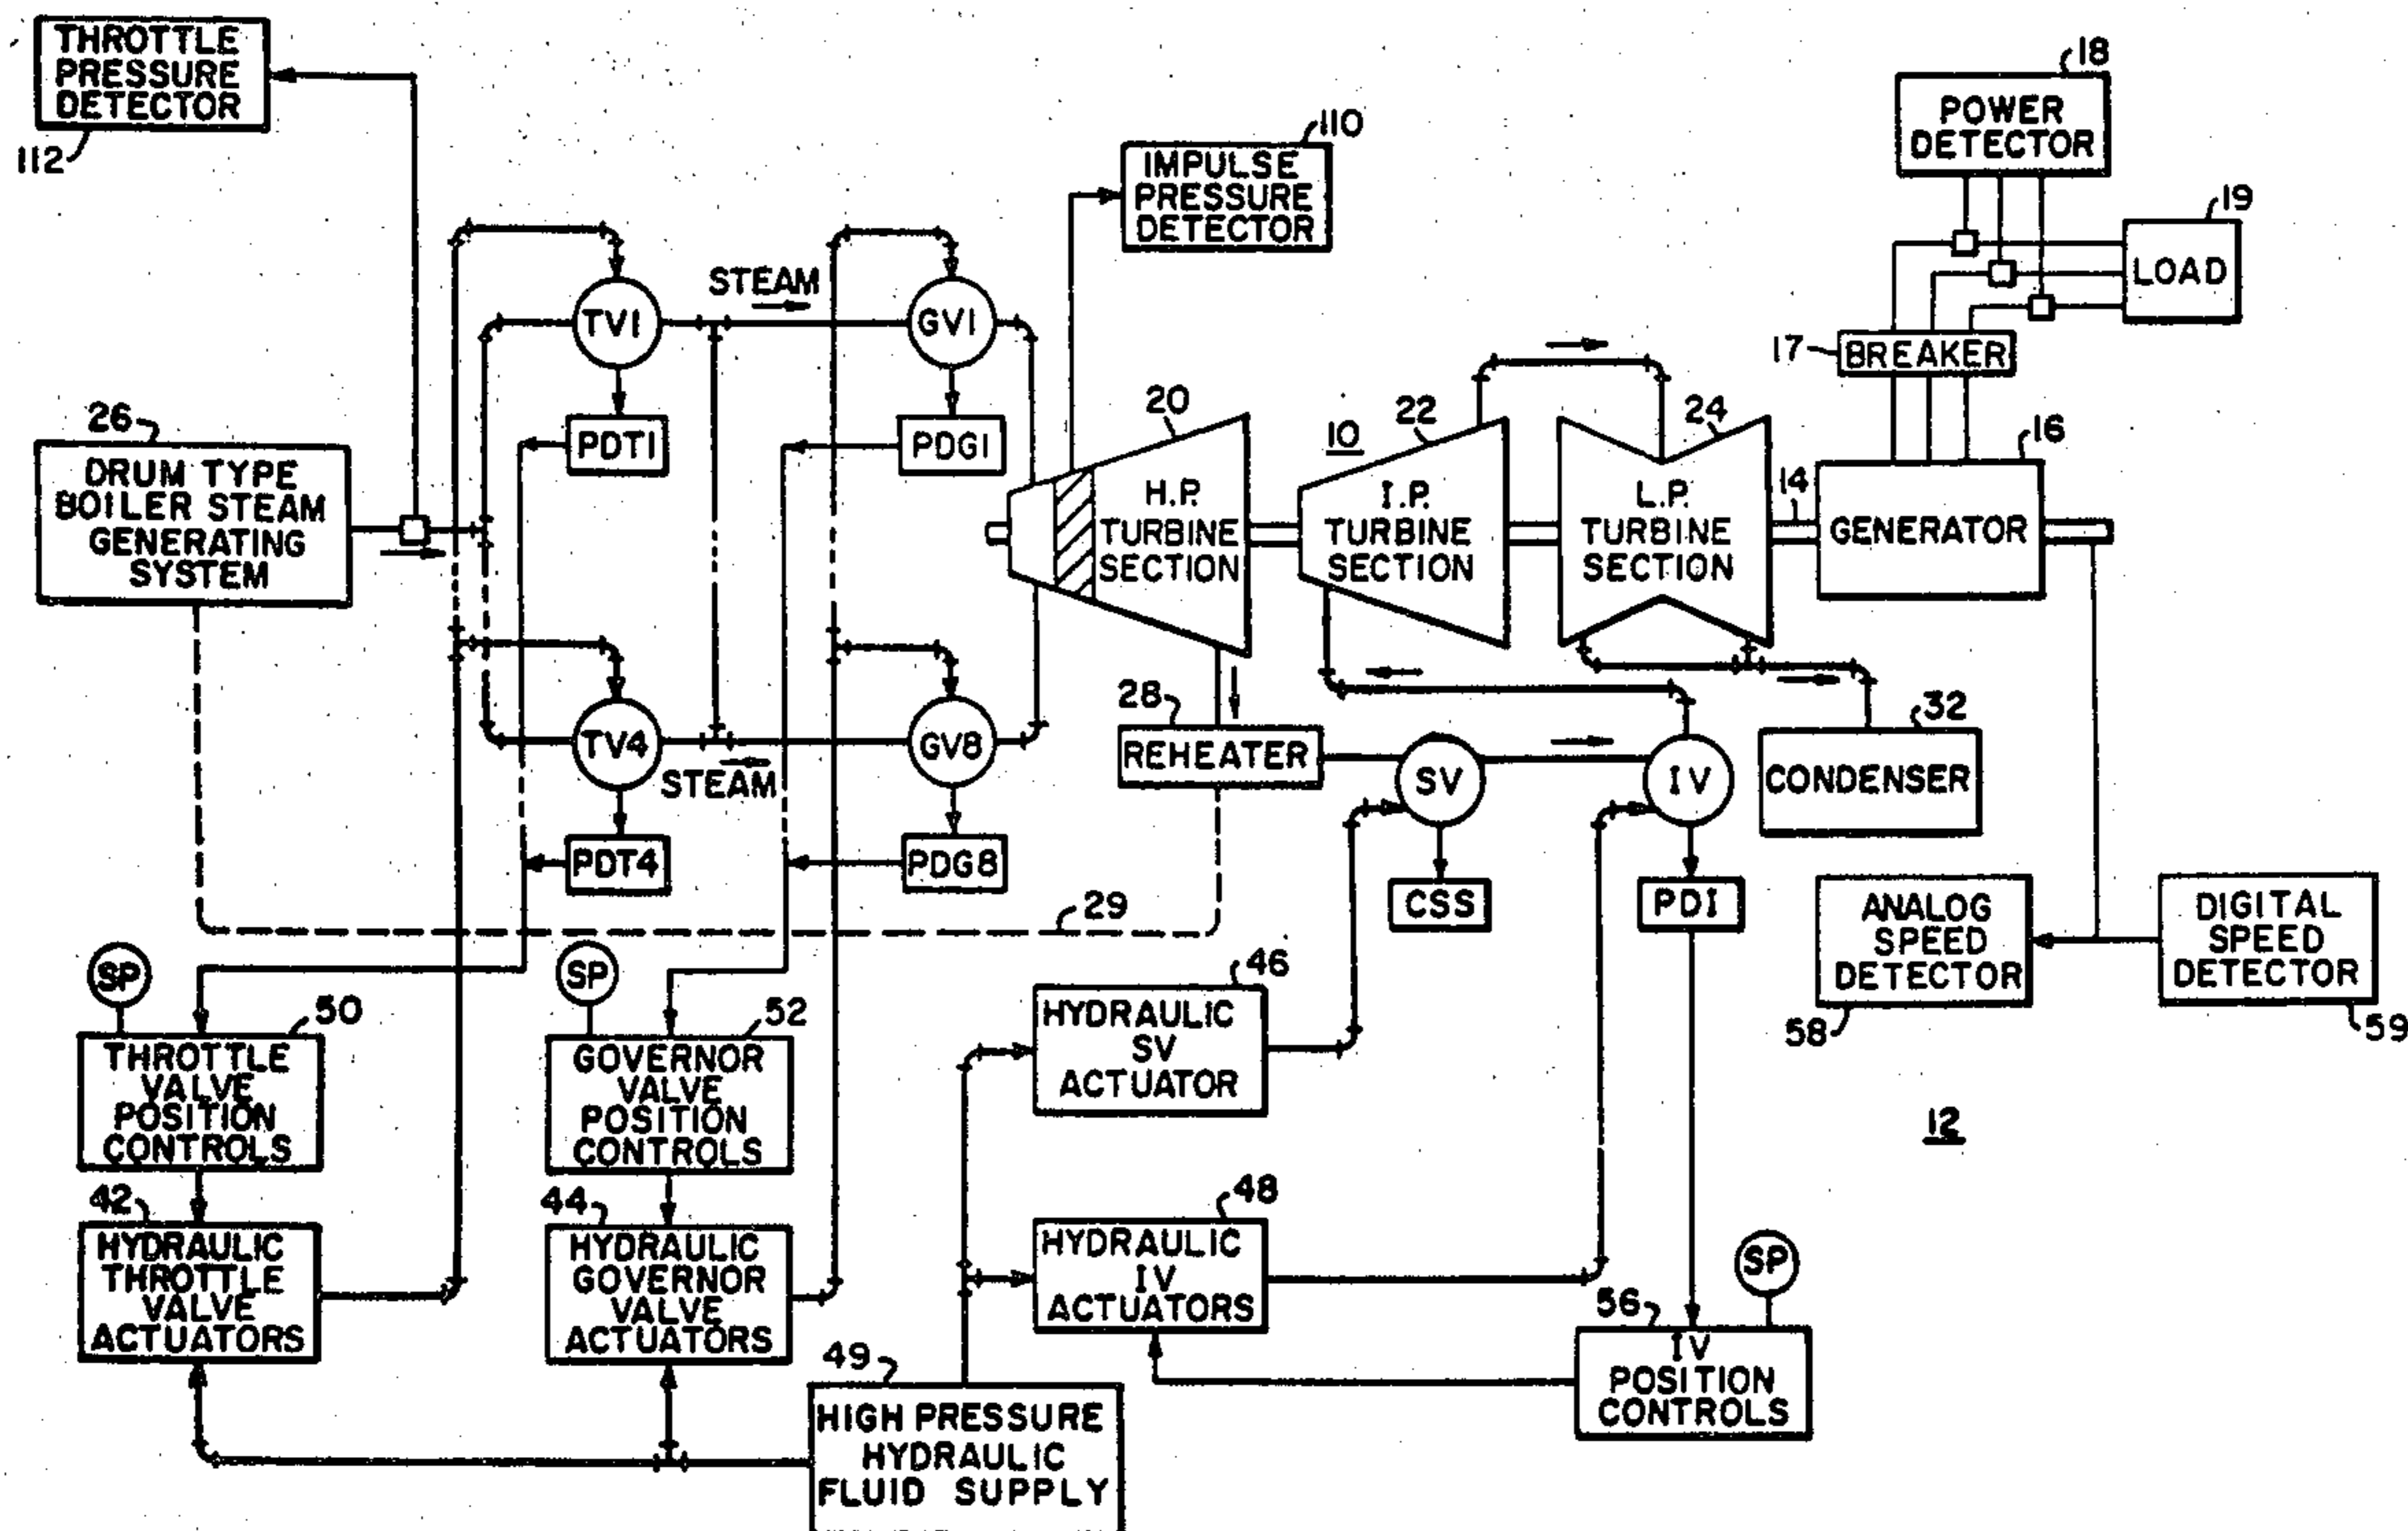 THROTTLE
PRESSURE
DETECTOR
112
18
POWER
DETECTOR
19
LOAD
17
BREAKER
110
IMPULSE
PRESSURE
DETECTOR
STEAM
TV1
GV1
PDT1
PDG1
26
DRUM TYPE
BOILER STEAM
GENERATING
SYSTEM
20
H.P.
TURBINE
SECTION
10
22
I.P.
TURBINE
SECTION
24
L.P.
TURBINE
SECTION
14
16
GENERATOR
TV4
STEAM
GV8
PDT4
PDG8
28
REHEATER
SV
IV
32
CONDENSER
CSS
PDI
29
ANALOG
SPEED
DETECTOR
58
DIGITAL
SPEED
DETECTOR
59
SP
50
THROTTLE
VALVE
POSITION
CONTROLS
SP
52
GOVERNOR
VALVE
POSITION
CONTROLS
46
HYDRAULIC
SV
ACTUATOR
12
42
HYDRAULIC
THROTTLE
VALVE
ACTUATORS
44
HYDRAULIC
GOVERNOR
VALVE
ACTUATORS
48
HYDRAULIC
IV
ACTUATORS
SP
56
IV
POSITION
CONTROLS
49
HIGH PRESSURE
HYDRAULIC
FLUID SUPPLY